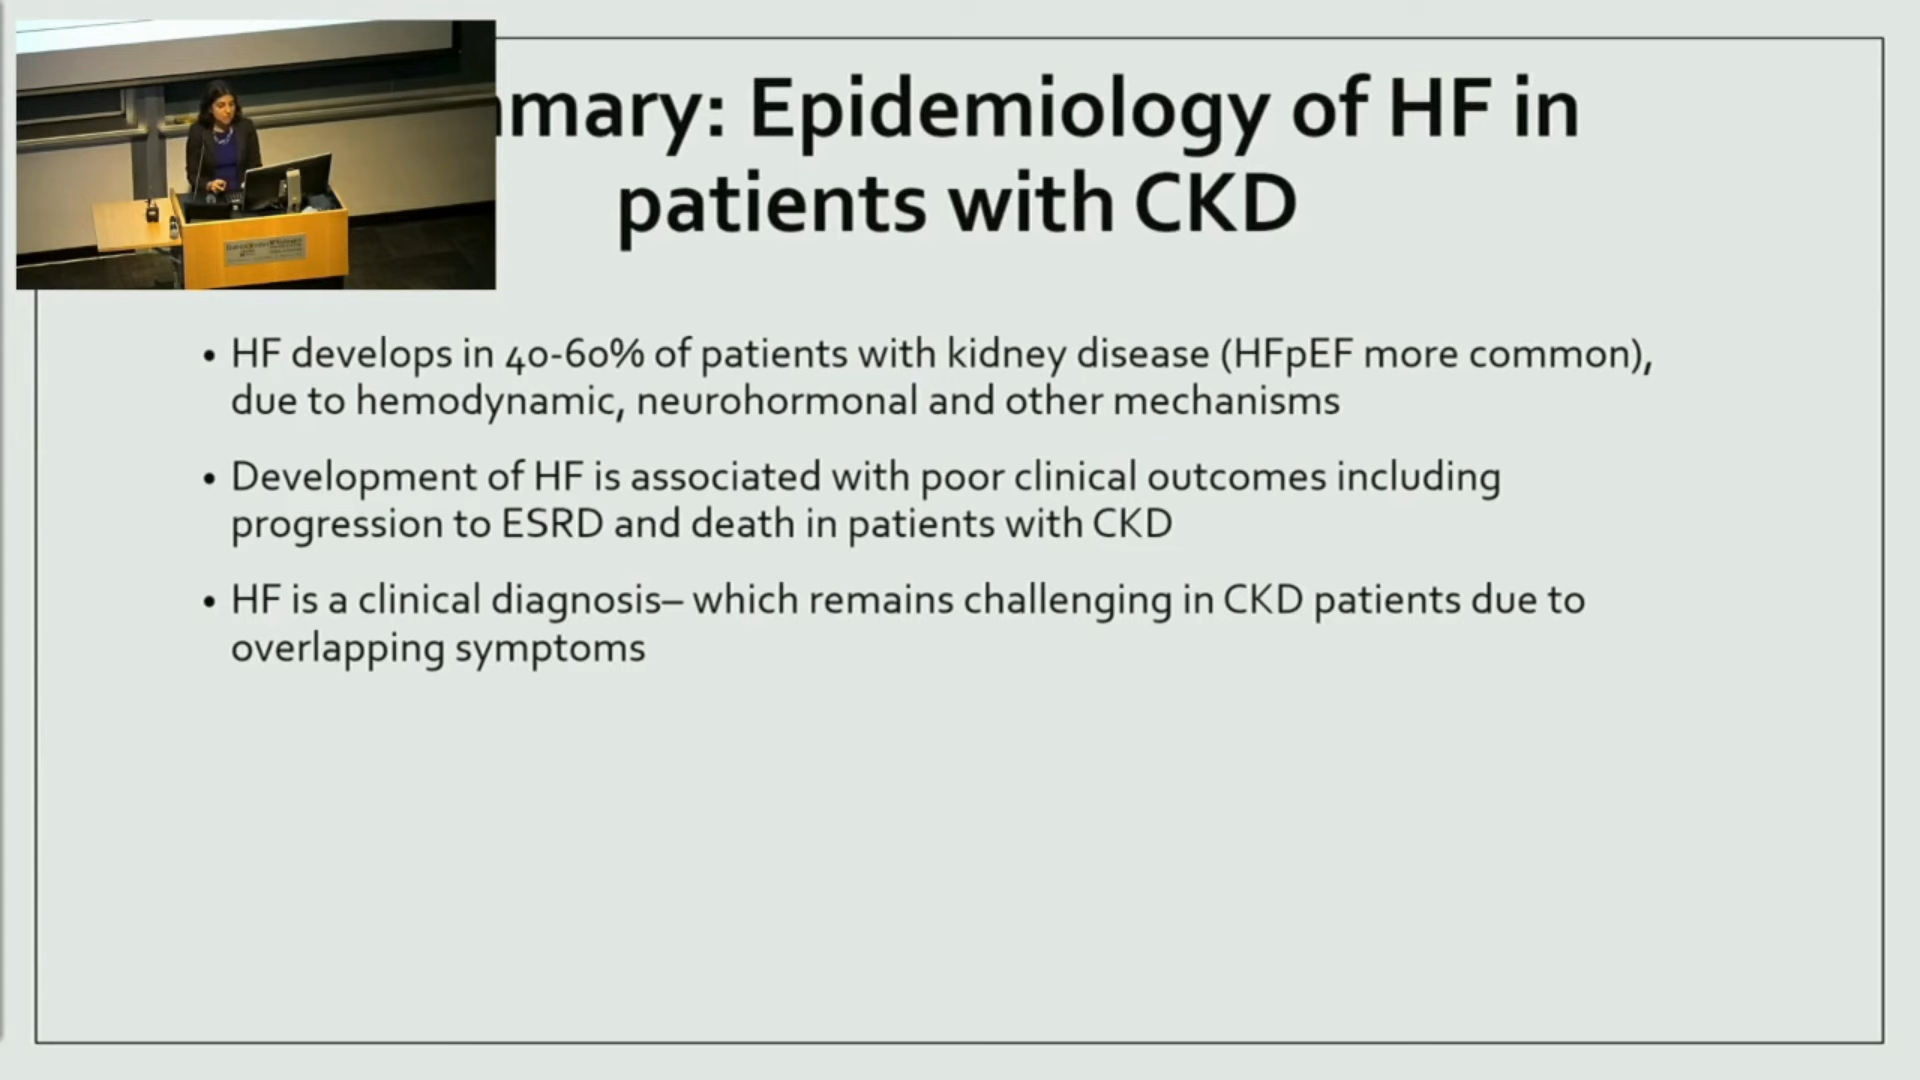 mmary: Epidemiology of HF in
patients with CKD
• HF develops in 40-60% of patients with kidney disease (HFpEF more common),
due to hemodynamic, neurohormonal and other mechanisms
• Development of HF is associated with poor clinical outcomes including
progression to ESRD and death in patients with CKD
• HF is a clinical diagnosis– which remains challenging in CKD patients due to
overlapping symptoms